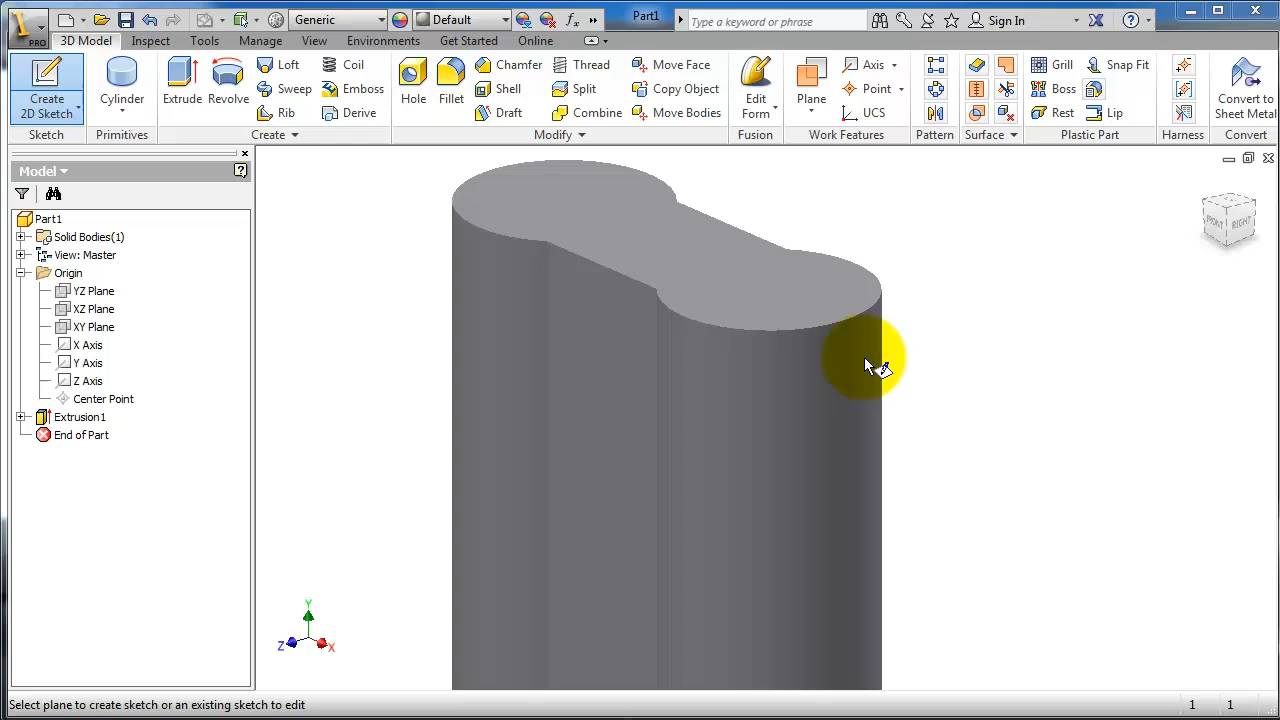 Generic
Default
Part1
Type a keyword or phrase
Sign In
PRO
3D Model Inspect Tools Manage View Environments Get Started Online
Create 2D Sketch
Cylinder
Extrude
Revolve
Loft
Sweep
Rib
Coil
Emboss
Derive
Hole
Fillet
Chamfer
Shell
Draft
Thread
Split
Combine
Move Face
Copy Object
Move Bodies
Edit Form
Plane
Axis
Point
UCS
Grill
Boss
Rest
Snap Fit
Lip
Convert to Sheet Metal
Sketch Primitives Create Modify Fusion Work Features Pattern Surface Plastic Part Harness Convert
Model
Part1
Solid Bodies(1)
View: Master
Origin
YZ Plane
XZ Plane
XY Plane
X Axis
Y Axis
Z Axis
Center Point
Extrusion1
End of Part
FRONT
RIGHT
Y
Z
X
Select plane to create sketch or an existing sketch to edit
1 1